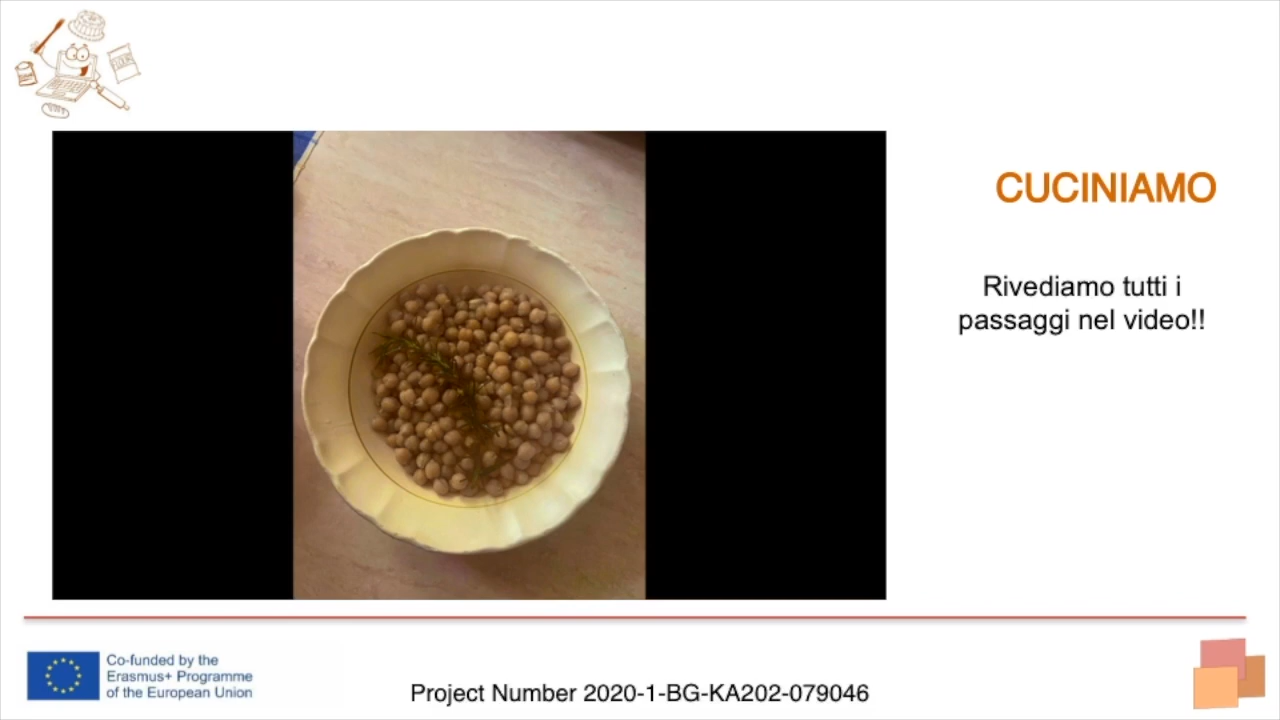 CUCINIAMO
Rivediamo tutti i
passaggi nel video!!
Co-funded by the
Erasmus+ Programme
of the European Union
Project Number 2020-1-BG-KA202-079046